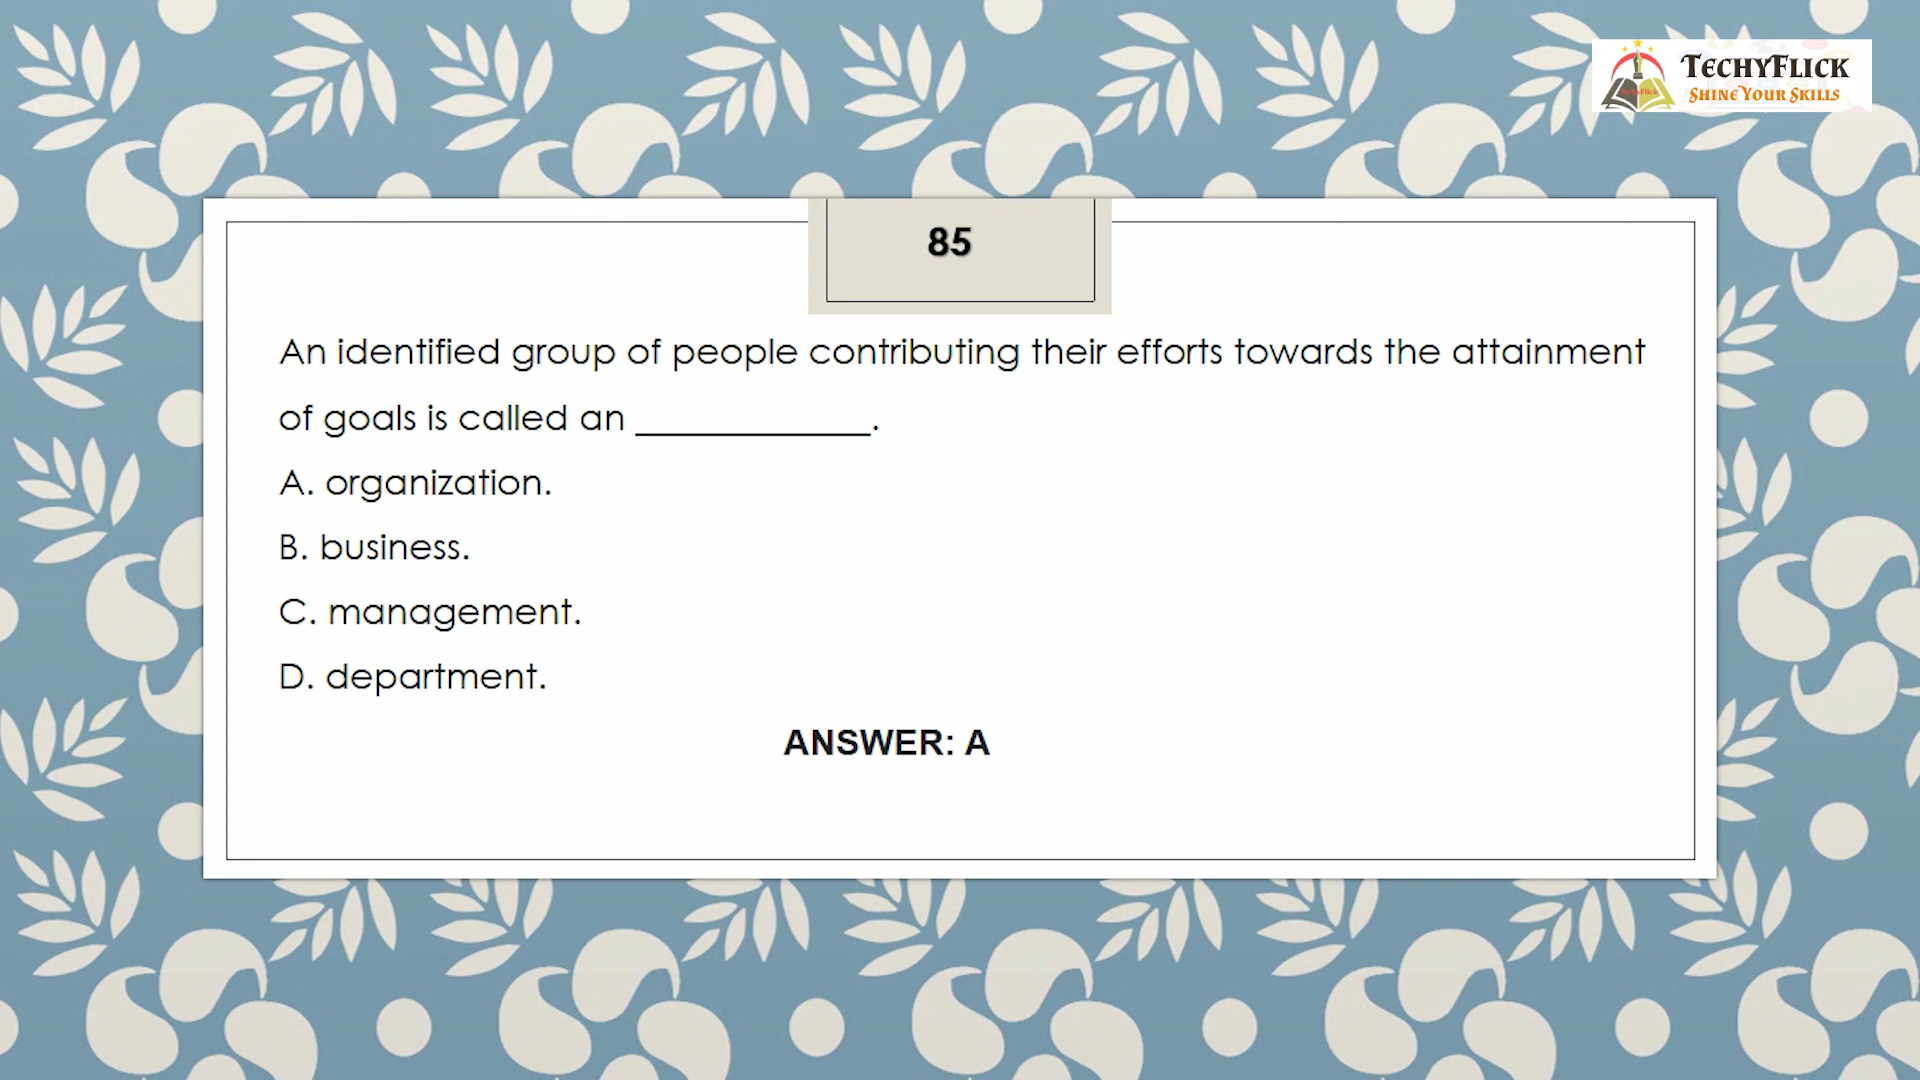 TECHYFLICK
SHINE YOUR SKILLS
85
An identified group of people contributing their efforts towards the attainment
of goals is called an _____________.
A. organization.
B. business.
C. management.
D. department.
ANSWER: A